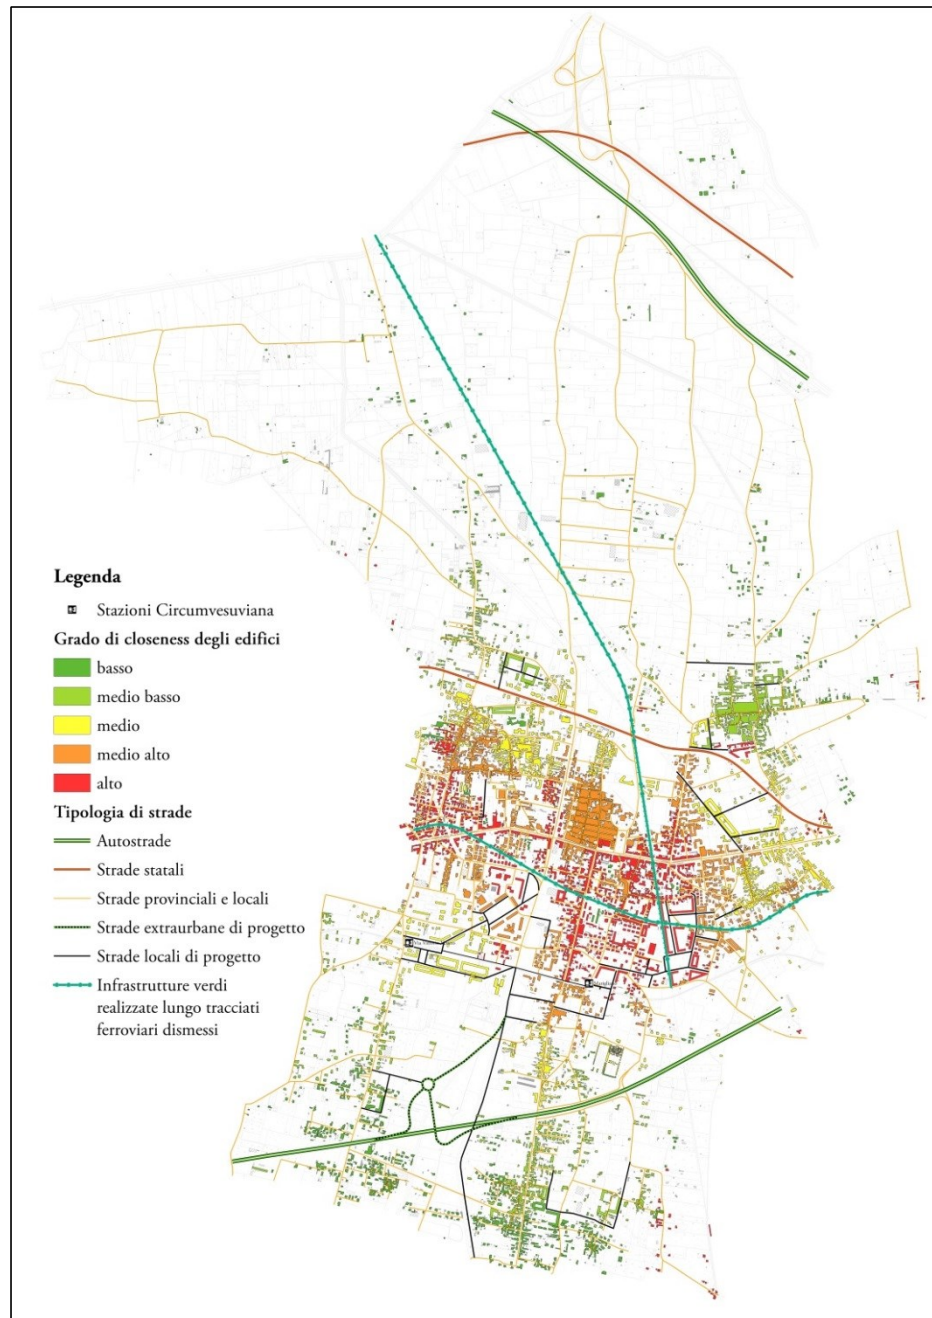 Legenda
Stazioni Circumvesuviana
Grado di closeness degli edifici
basso
medio basso
medio
medio alto
alto
Tipologia di strade
Autostrade
Strade statali
Strade provinciali e locali
Strade extraurbane di progetto
Strade locali di progetto
Infrastrutture verdi
realizzate lungo tracciati
ferroviari dismessi